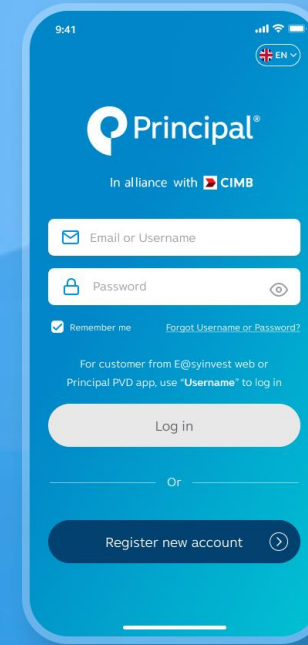 9:41
EN
Principal®
In alliance with CIMB
Email or Username
Password
Remember me Forgot Username or Password?
For customer from E@syinvest web or
Principal PVD app, use "Username" to log in
Log in
Or
Register new account